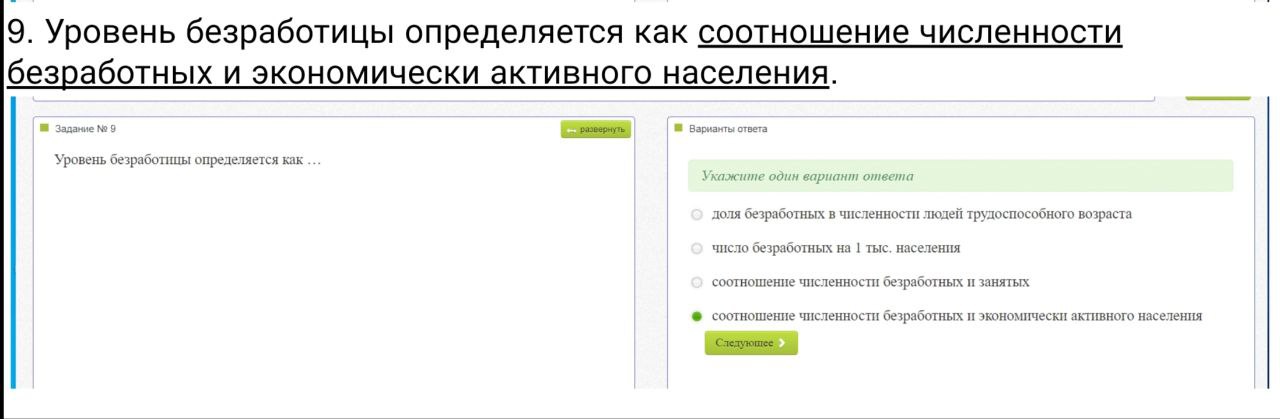 9. Уровень безработицы определяется как соотношение численности
безработных и экономически активного населения.
Задание № 9
развернуть
Уровень безработицы определяется как …
Варианты ответа
Укажите один вариант ответа
доля безработных в численности людей трудоспособного возраста
число безработных на 1 тыс. населения
соотношение численности безработных и занятых
соотношение численности безработных и экономически активного населения
Следующее